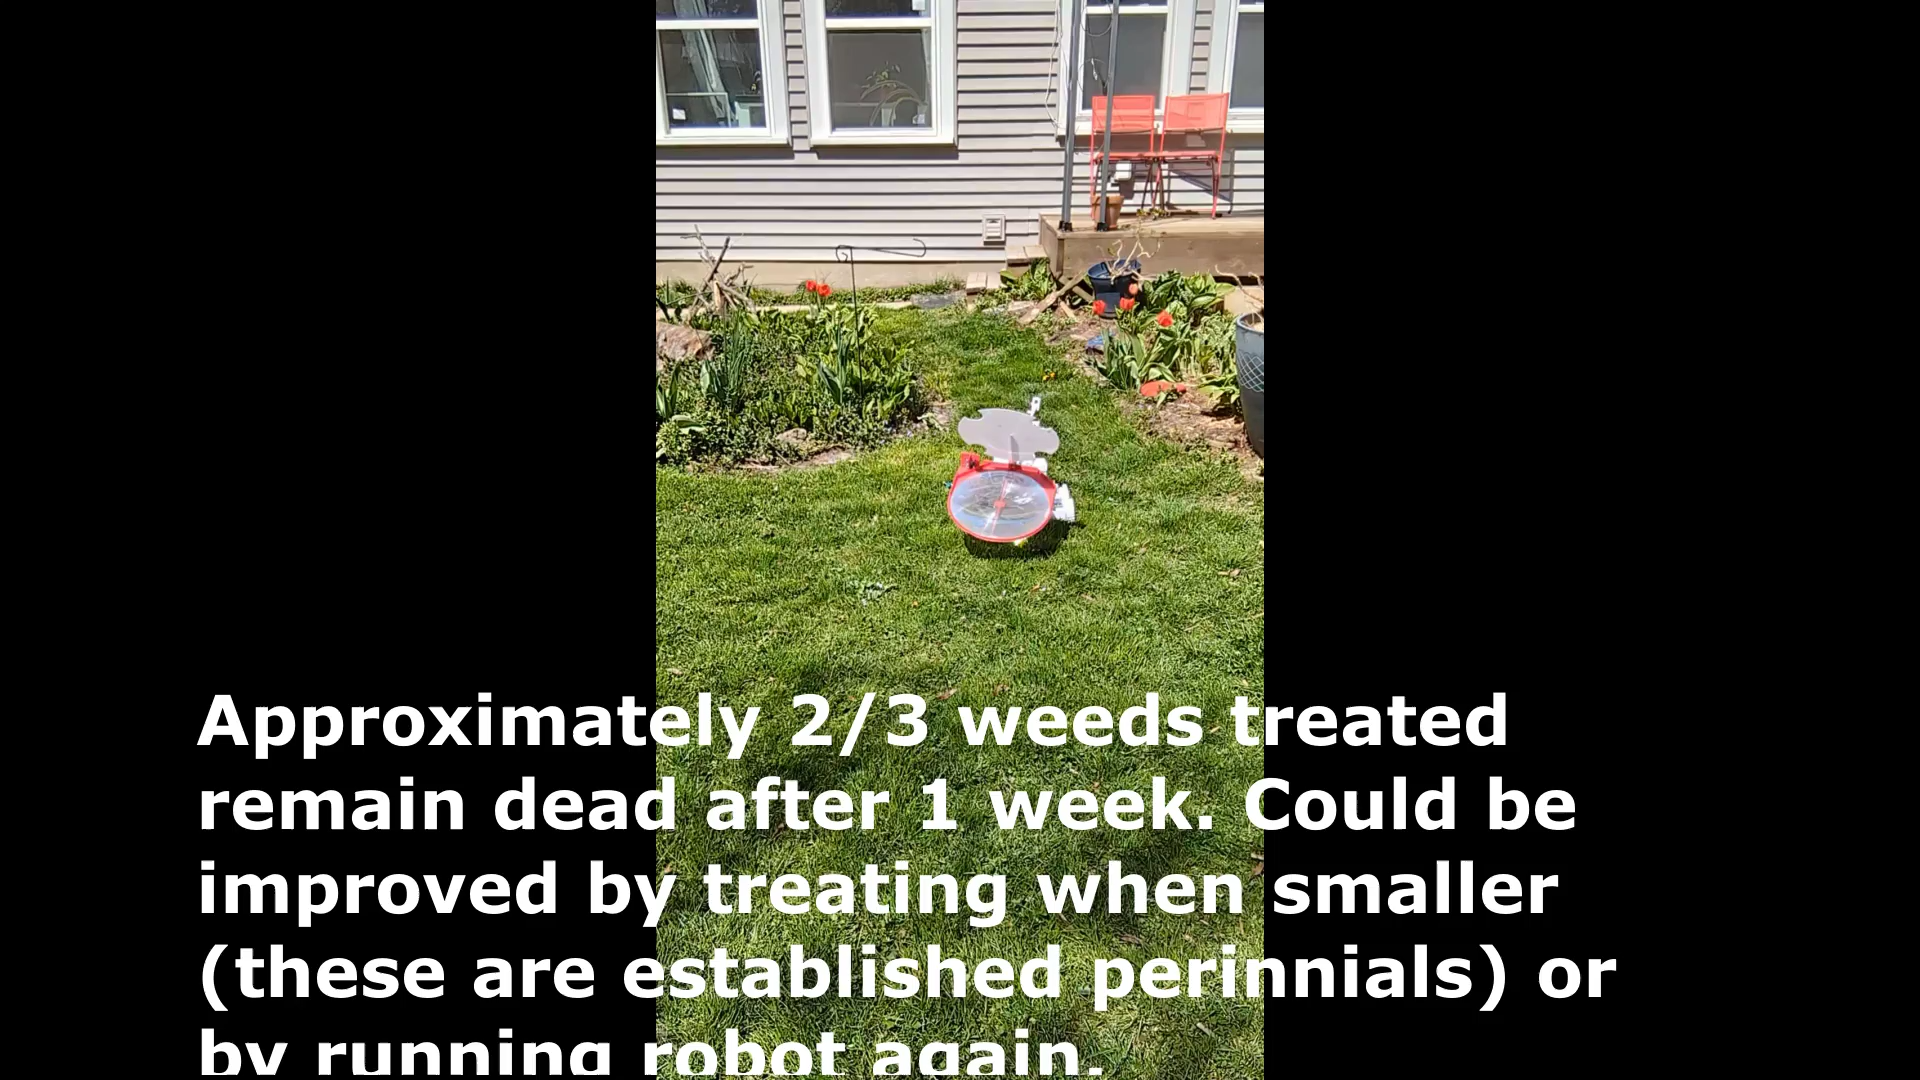 Approximately 2/3 weeds treated
remain dead after 1 week. Could be
improved by treating when smaller
(these are established perinnials) or
by running robot again.